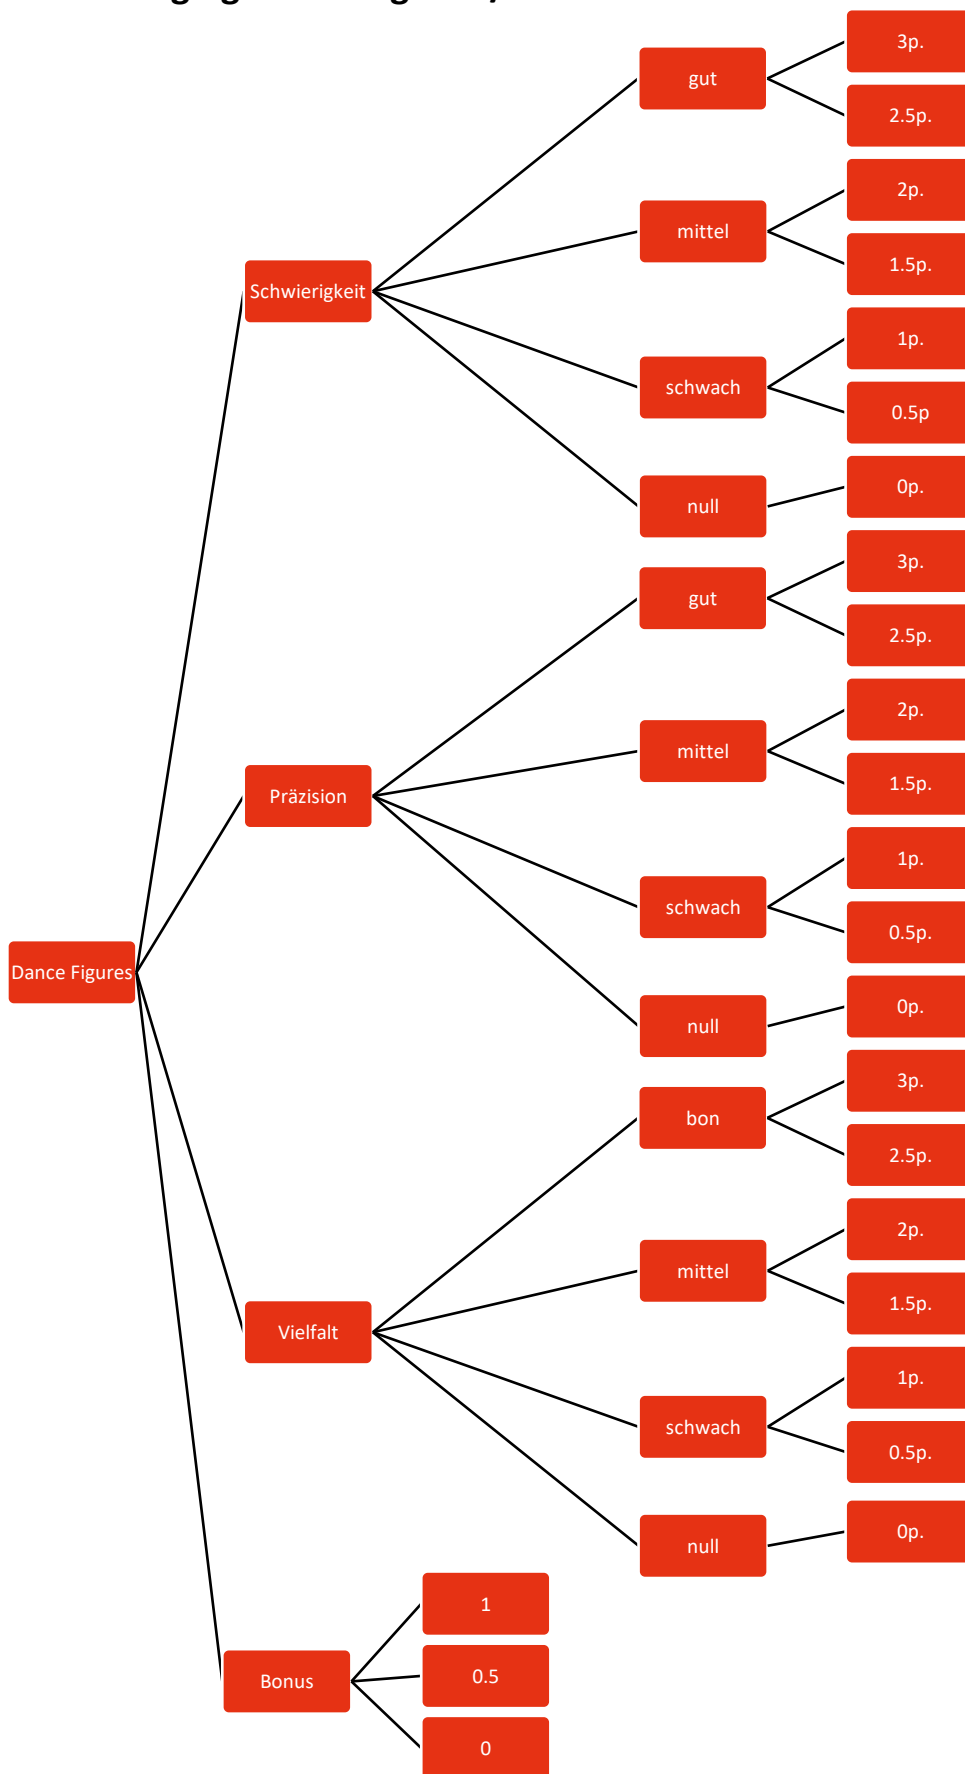 gut
3p.
2.5p.
mittel
2p.
1.5p.
Schwierigkeit
schwach
1p.
0.5p
null
0p.
gut
3p.
2.5p.
mittel
2p.
1.5p.
Präzision
schwach
1p.
0.5p.
Dance Figures
null
0p.
bon
3p.
2.5p.
mittel
2p.
1.5p.
Vielfalt
schwach
1p.
0.5p.
null
0p.
1
Bonus
0.5
0